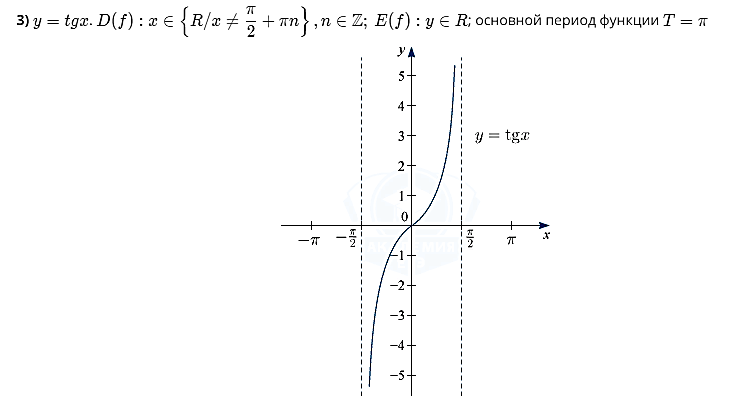 3) y = tgx. D(f) : x ∈ {R/x ≠ π/2 + πn}, n ∈ ℤ; E(f) : y ∈ R; основной период функции T = π
y
5
4
3
y = tgx
2
1
0
−π −π/2 π/2 π x
−1
−2
−3
−4
−5